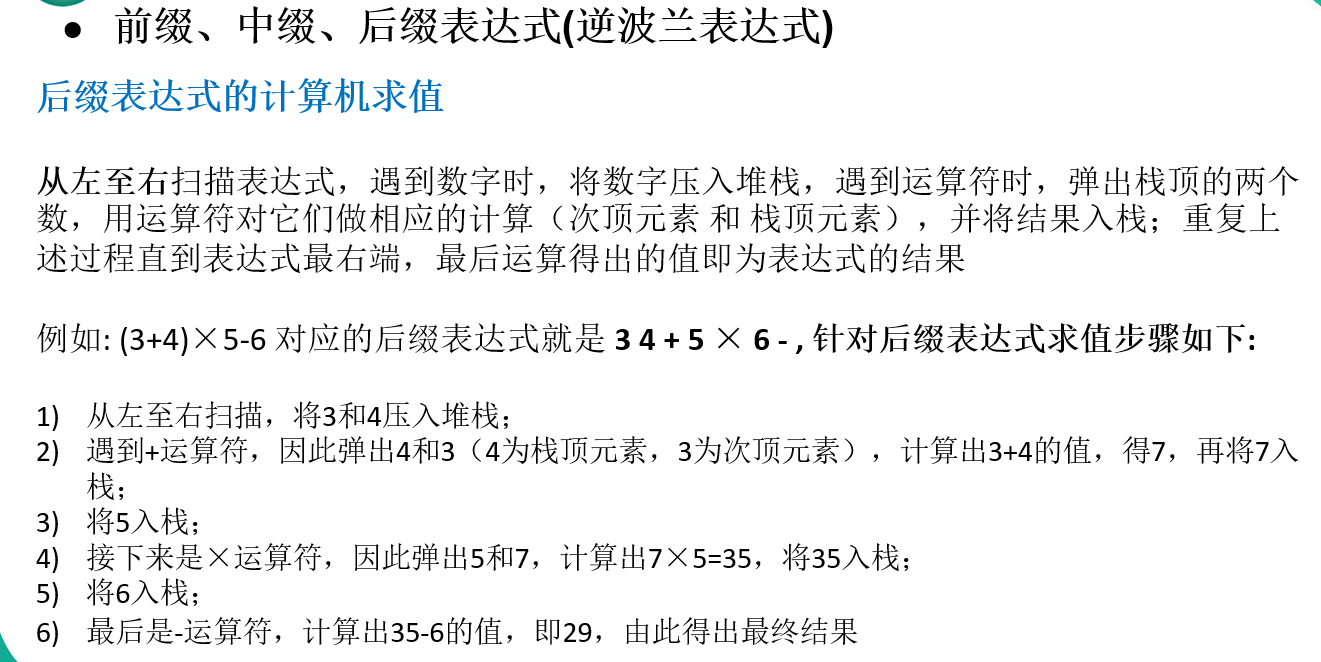 ● 前缀、中缀、后缀表达式(逆波兰表达式)
后缀表达式的计算机求值
从左至右扫描表达式，遇到数字时，将数字压入堆栈，遇到运算符时，弹出栈顶的两个
数，用运算符对它们做相应的计算（次顶元素 和 栈顶元素），并将结果入栈；重复上
述过程直到表达式最右端，最后运算得出的值即为表达式的结果
例如: (3+4)×5-6 对应的后缀表达式就是 3 4 + 5 × 6 - , 针对后缀表达式求值步骤如下:
1) 从左至右扫描，将3和4压入堆栈；
2) 遇到+运算符，因此弹出4和3（4为栈顶元素，3为次顶元素），计算出3+4的值，得7，再将7入
栈；
3) 将5入栈；
4) 接下来是×运算符，因此弹出5和7，计算出7×5=35，将35入栈；
5) 将6入栈；
6) 最后是-运算符，计算出35-6的值，即29，由此得出最终结果